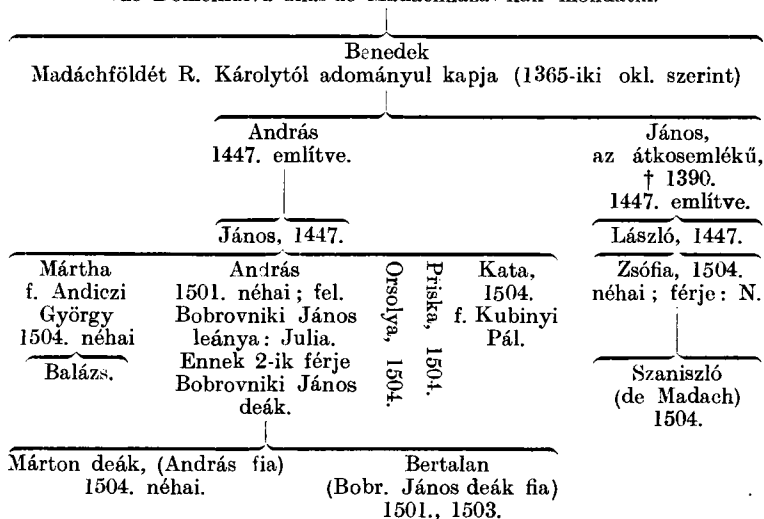 Benedek
Madáchföldét R. Károlytól adományul kapja (1365-iki okl. szerint)
András
1447. említve.
János,
az átkosemlékű,
† 1390.
1447. említve.
János, 1447.
László, 1447.
Mártha
f. Andiczi
György
1504. néhai
Balázs.
András
1501. néhai; fel.
Bobrovniki János
leánya: Julia.
Ennek 2-ik férje
Bobrovniki János
deák.
Orsolya, 1504.
Priska, 1504.
Kata,
1504.
f. Kubinyi
Pál.
Zsófia, 1504.
néhai; férje: N.
Szaniszló
(de Madach)
1504.
Márton deák, (András fia)
1504. néhai.
Bertalan
(Bobr. János deák fia)
1501., 1503.